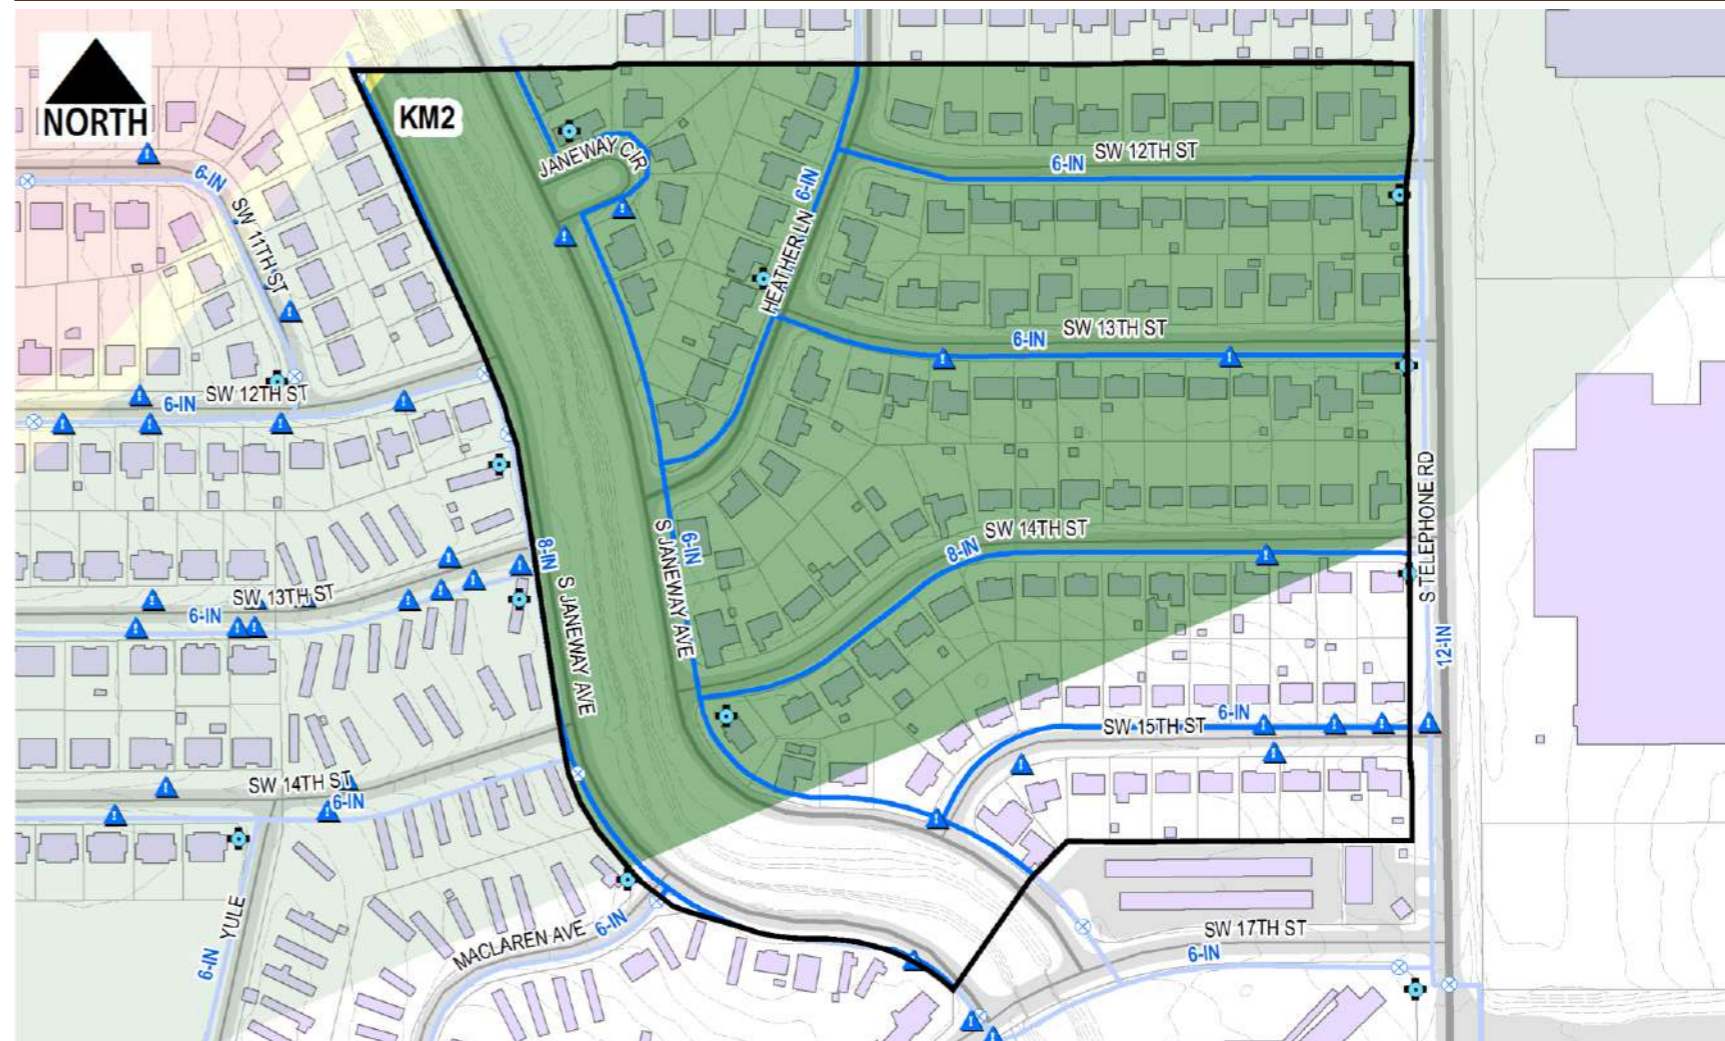 NORTH
KM2
JANEWAY CIR
6-IN
SW 12TH ST
6-IN
SW 11TH ST
6-IN
HEATHER LN
6-IN
SW 13TH ST
6-IN
SW 12TH ST
S TELEPHONE RD
S JANEWAY AVE
6-IN
SW 14TH ST
8-IN
8-IN
S JANEWAY AVE
SW 13TH ST
6-IN
12-IN
6-IN
SW 15TH ST
SW 14TH ST
6-IN
YULE
6-IN
MACLAREN AVE
6-IN
SW 17TH ST
6-IN